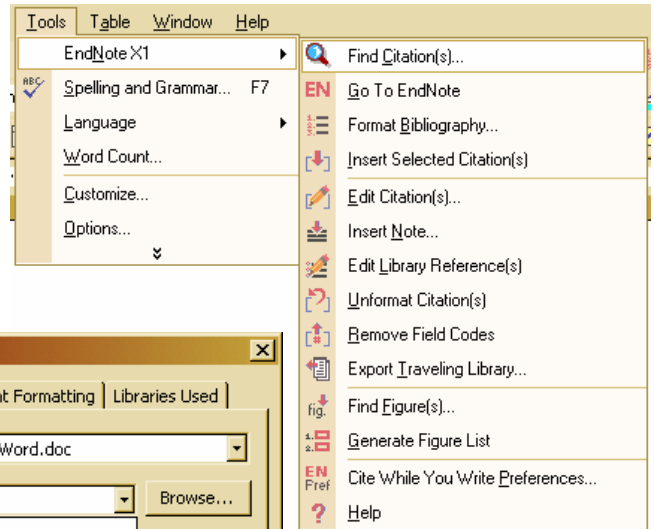 Tools Table Window Help
EndNote X1
ABC Spelling and Grammar... F7
Language
Word Count...
Customize...
Options...
Find Citation(s)...
EN Go To EndNote
Format Bibliography...
Insert Selected Citation(s)
Edit Citation(s)...
Insert Note...
Edit Library Reference(s)
Unformat Citation(s)
Remove Field Codes
Export Traveling Library...
fig. Find Figure(s)...
Generate Figure List
EN Pref Cite While You Write Preferences...
? Help
Formatting Libraries Used
Word.doc
Browse...